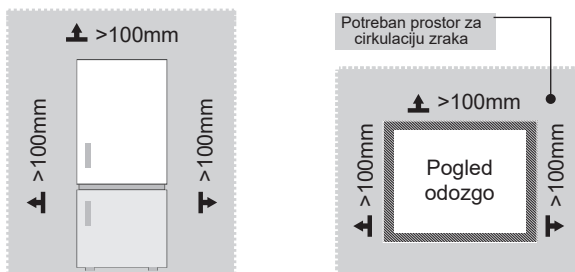 >100mm
>100mm
>100mm
Potreban prostor za
cirkulaciju zraka
>100mm
>100mm
Pogled
odozgo
>100mm